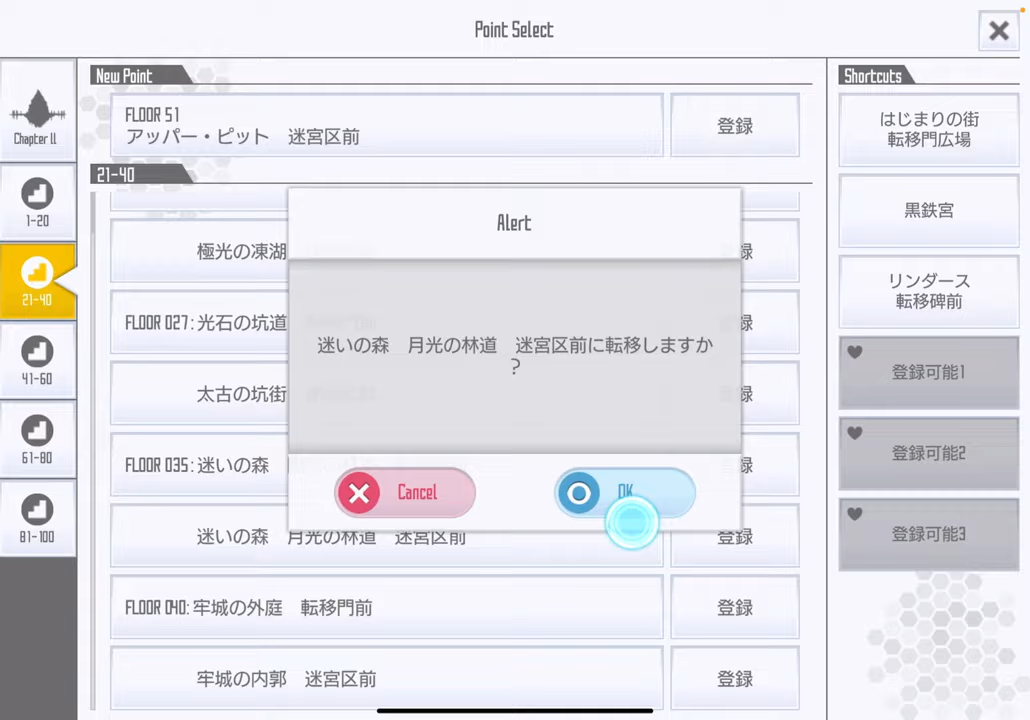 Point Select
New Point
FLOOR 51
アッパー・ピット　迷宮区前
登録
21-40
極光の凍湖
録
FLOOR 027: 光石の坑道
録
太古の坑街
録
FLOOR 035: 迷いの森
録
迷いの森　月光の林道　迷宮区前
登録
FLOOR 040: 牢城の外庭　転移門前
登録
牢城の内郭　迷宮区前
登録
Chapter 11
1-20
21-40
41-60
61-80
81-100
Alert
迷いの森　月光の林道　迷宮区前に転移しますか
?
Cancel
OK
Shortcuts
はじまりの街
転移門広場
黒鉄宮
リンダース
転移碑前
登録可能1
登録可能2
登録可能3